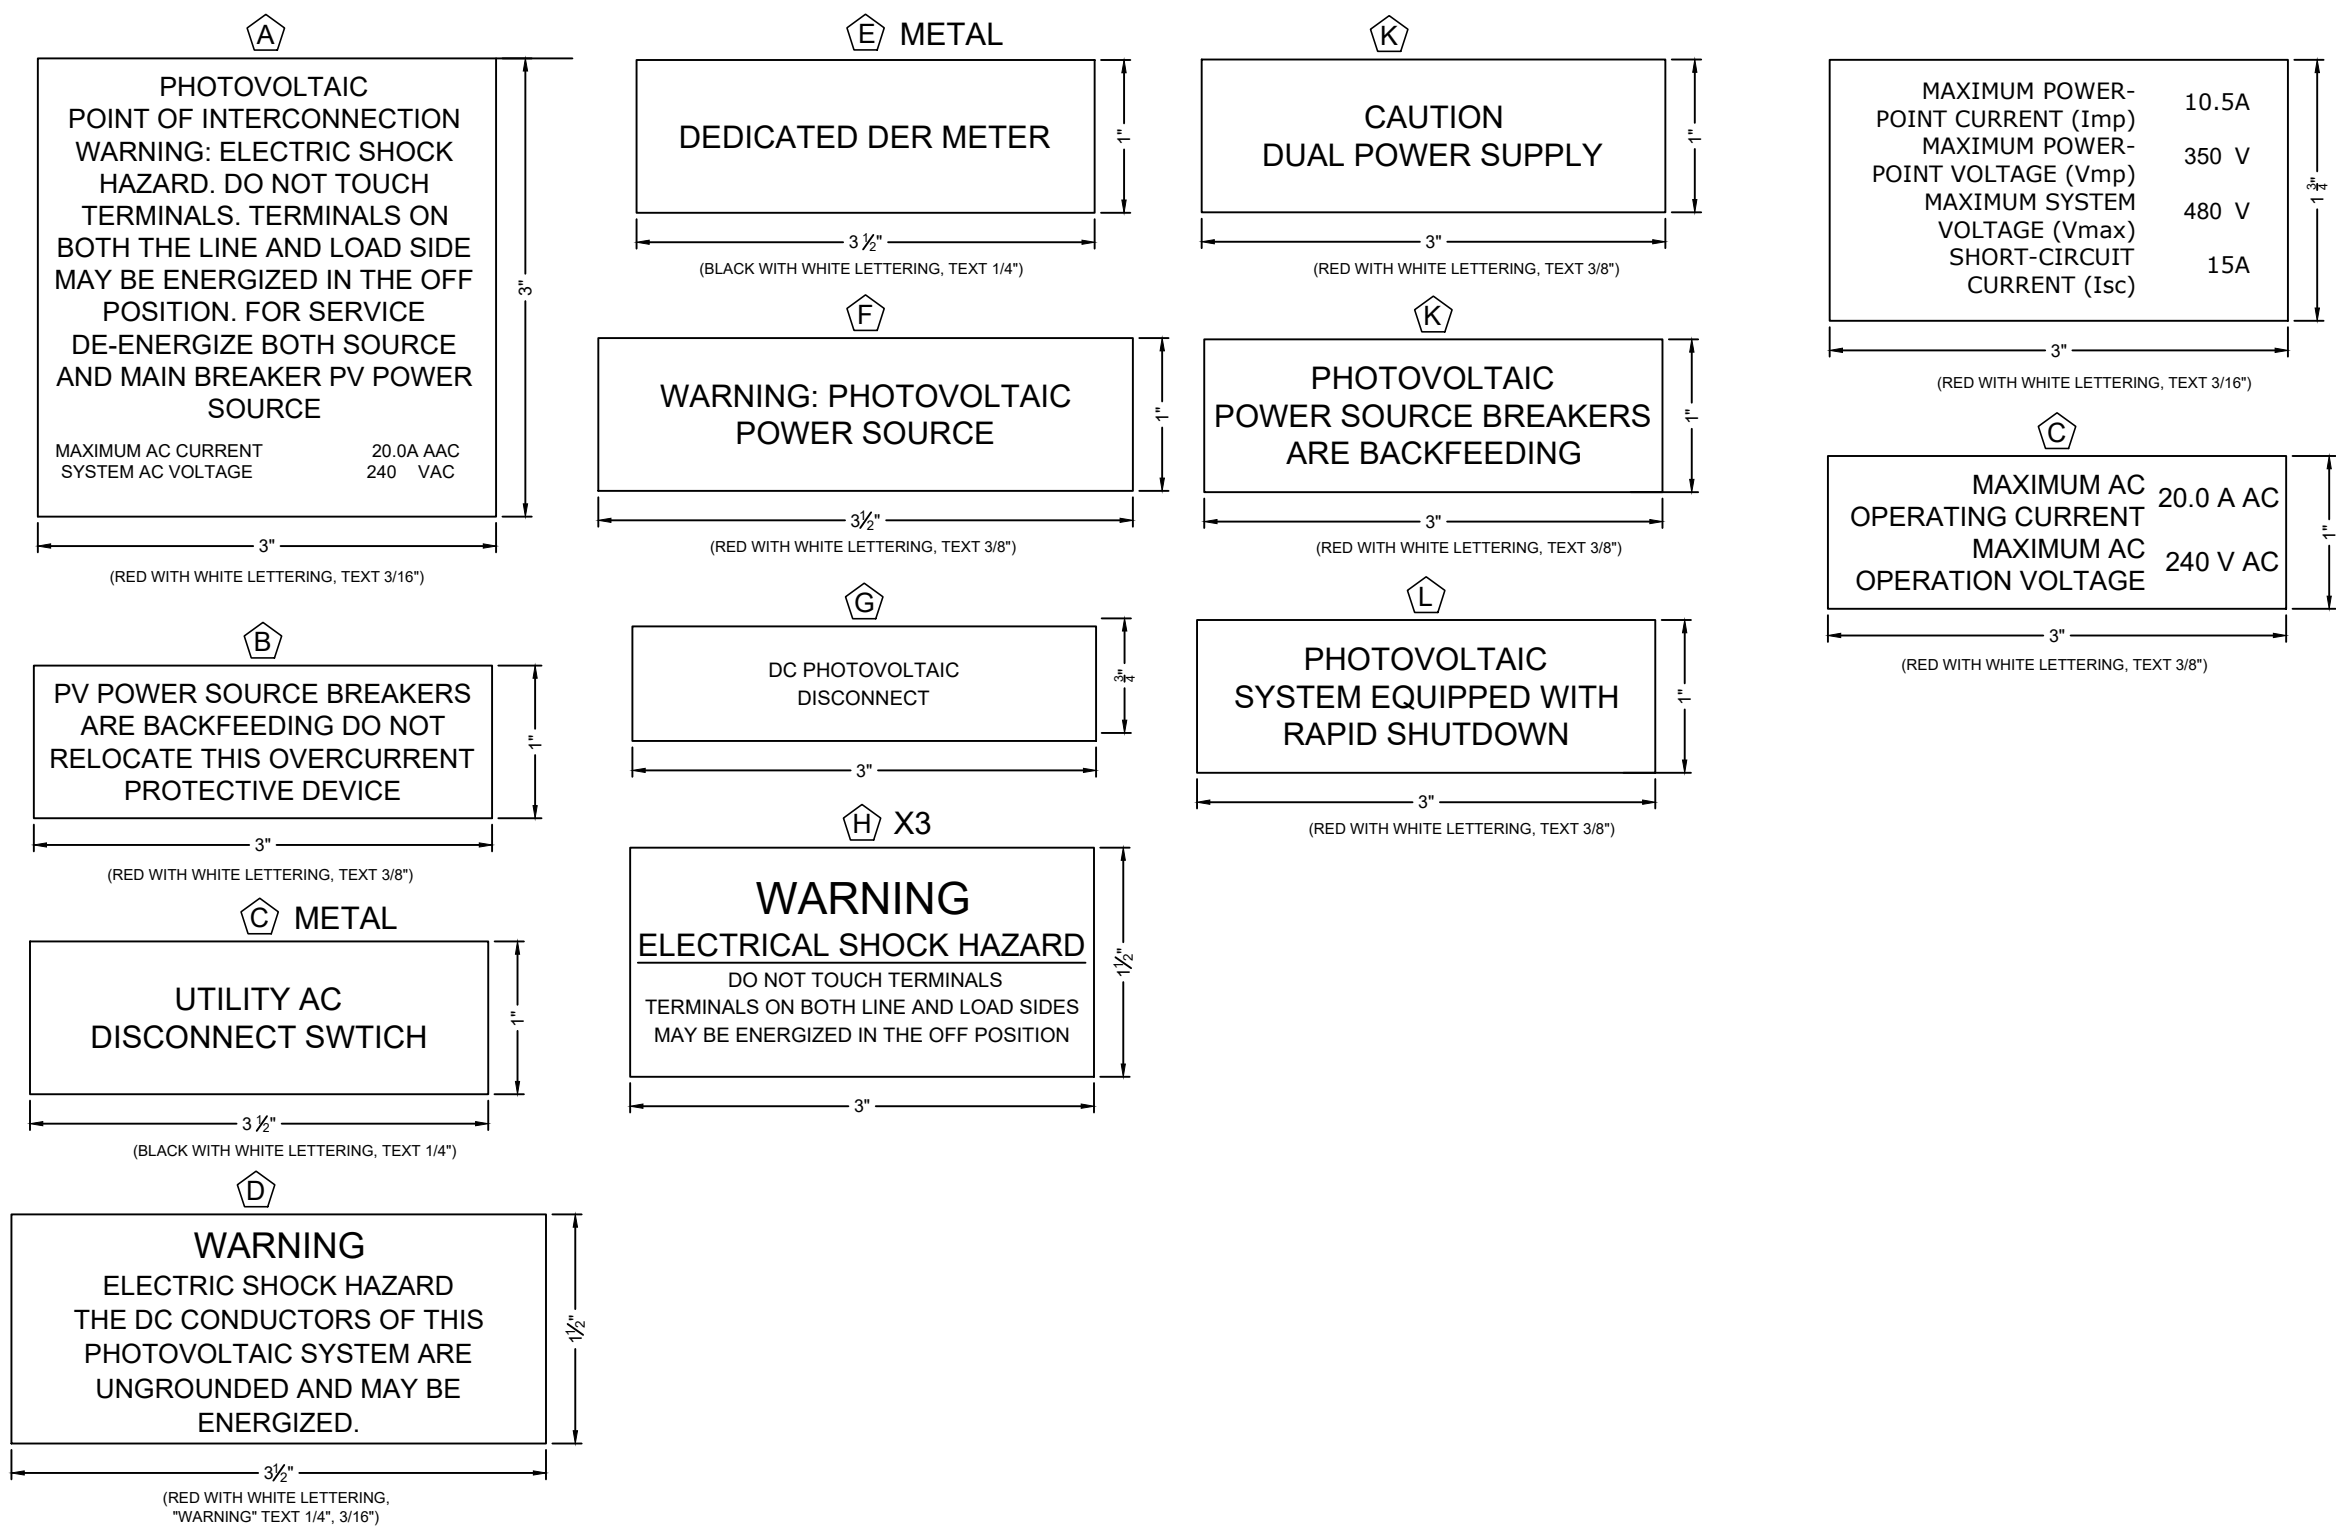 A
PHOTOVOLTAIC
POINT OF INTERCONNECTION
WARNING: ELECTRIC SHOCK
HAZARD. DO NOT TOUCH
TERMINALS. TERMINALS ON
BOTH THE LINE AND LOAD SIDE
MAY BE ENERGIZED IN THE OFF
POSITION. FOR SERVICE
DE-ENERGIZE BOTH SOURCE
AND MAIN BREAKER PV POWER
SOURCE
MAXIMUM AC CURRENT 20.0A AAC
SYSTEM AC VOLTAGE 240 VAC
3"
3"
(RED WITH WHITE LETTERING, TEXT 3/16")
B
PV POWER SOURCE BREAKERS
ARE BACKFEEDING DO NOT
RELOCATE THIS OVERCURRENT
PROTECTIVE DEVICE
1"
3"
(RED WITH WHITE LETTERING, TEXT 3/8")
C METAL
UTILITY AC
DISCONNECT SWTICH
1"
3 ½"
(BLACK WITH WHITE LETTERING, TEXT 1/4")
D
WARNING
ELECTRIC SHOCK HAZARD
THE DC CONDUCTORS OF THIS
PHOTOVOLTAIC SYSTEM ARE
UNGROUNDED AND MAY BE
ENERGIZED.
1½"
3½"
(RED WITH WHITE LETTERING,
"WARNING" TEXT 1/4", 3/16")
E METAL
DEDICATED DER METER
1"
3 ½"
(BLACK WITH WHITE LETTERING, TEXT 1/4")
F
WARNING: PHOTOVOLTAIC
POWER SOURCE
1"
3½"
(RED WITH WHITE LETTERING, TEXT 3/8")
G
DC PHOTOVOLTAIC
DISCONNECT
¾"
3"
H X3
WARNING
ELECTRICAL SHOCK HAZARD
DO NOT TOUCH TERMINALS
TERMINALS ON BOTH LINE AND LOAD SIDES
MAY BE ENERGIZED IN THE OFF POSITION
1½"
3"
K
CAUTION
DUAL POWER SUPPLY
1"
3"
(RED WITH WHITE LETTERING, TEXT 3/8")
K
PHOTOVOLTAIC
POWER SOURCE BREAKERS
ARE BACKFEEDING
1"
3"
(RED WITH WHITE LETTERING, TEXT 3/8")
L
PHOTOVOLTAIC
SYSTEM EQUIPPED WITH
RAPID SHUTDOWN
1"
3"
(RED WITH WHITE LETTERING, TEXT 3/8")
MAXIMUM POWER-
POINT CURRENT (Imp) 10.5A
MAXIMUM POWER-
POINT VOLTAGE (Vmp) 350 V
MAXIMUM SYSTEM
VOLTAGE (Vmax) 480 V
SHORT-CIRCUIT
CURRENT (Isc) 15A
1 ¾"
3"
(RED WITH WHITE LETTERING, TEXT 3/16")
C
MAXIMUM AC
OPERATING CURRENT 20.0 A AC
MAXIMUM AC
OPERATION VOLTAGE 240 V AC
1"
3"
(RED WITH WHITE LETTERING, TEXT 3/8")